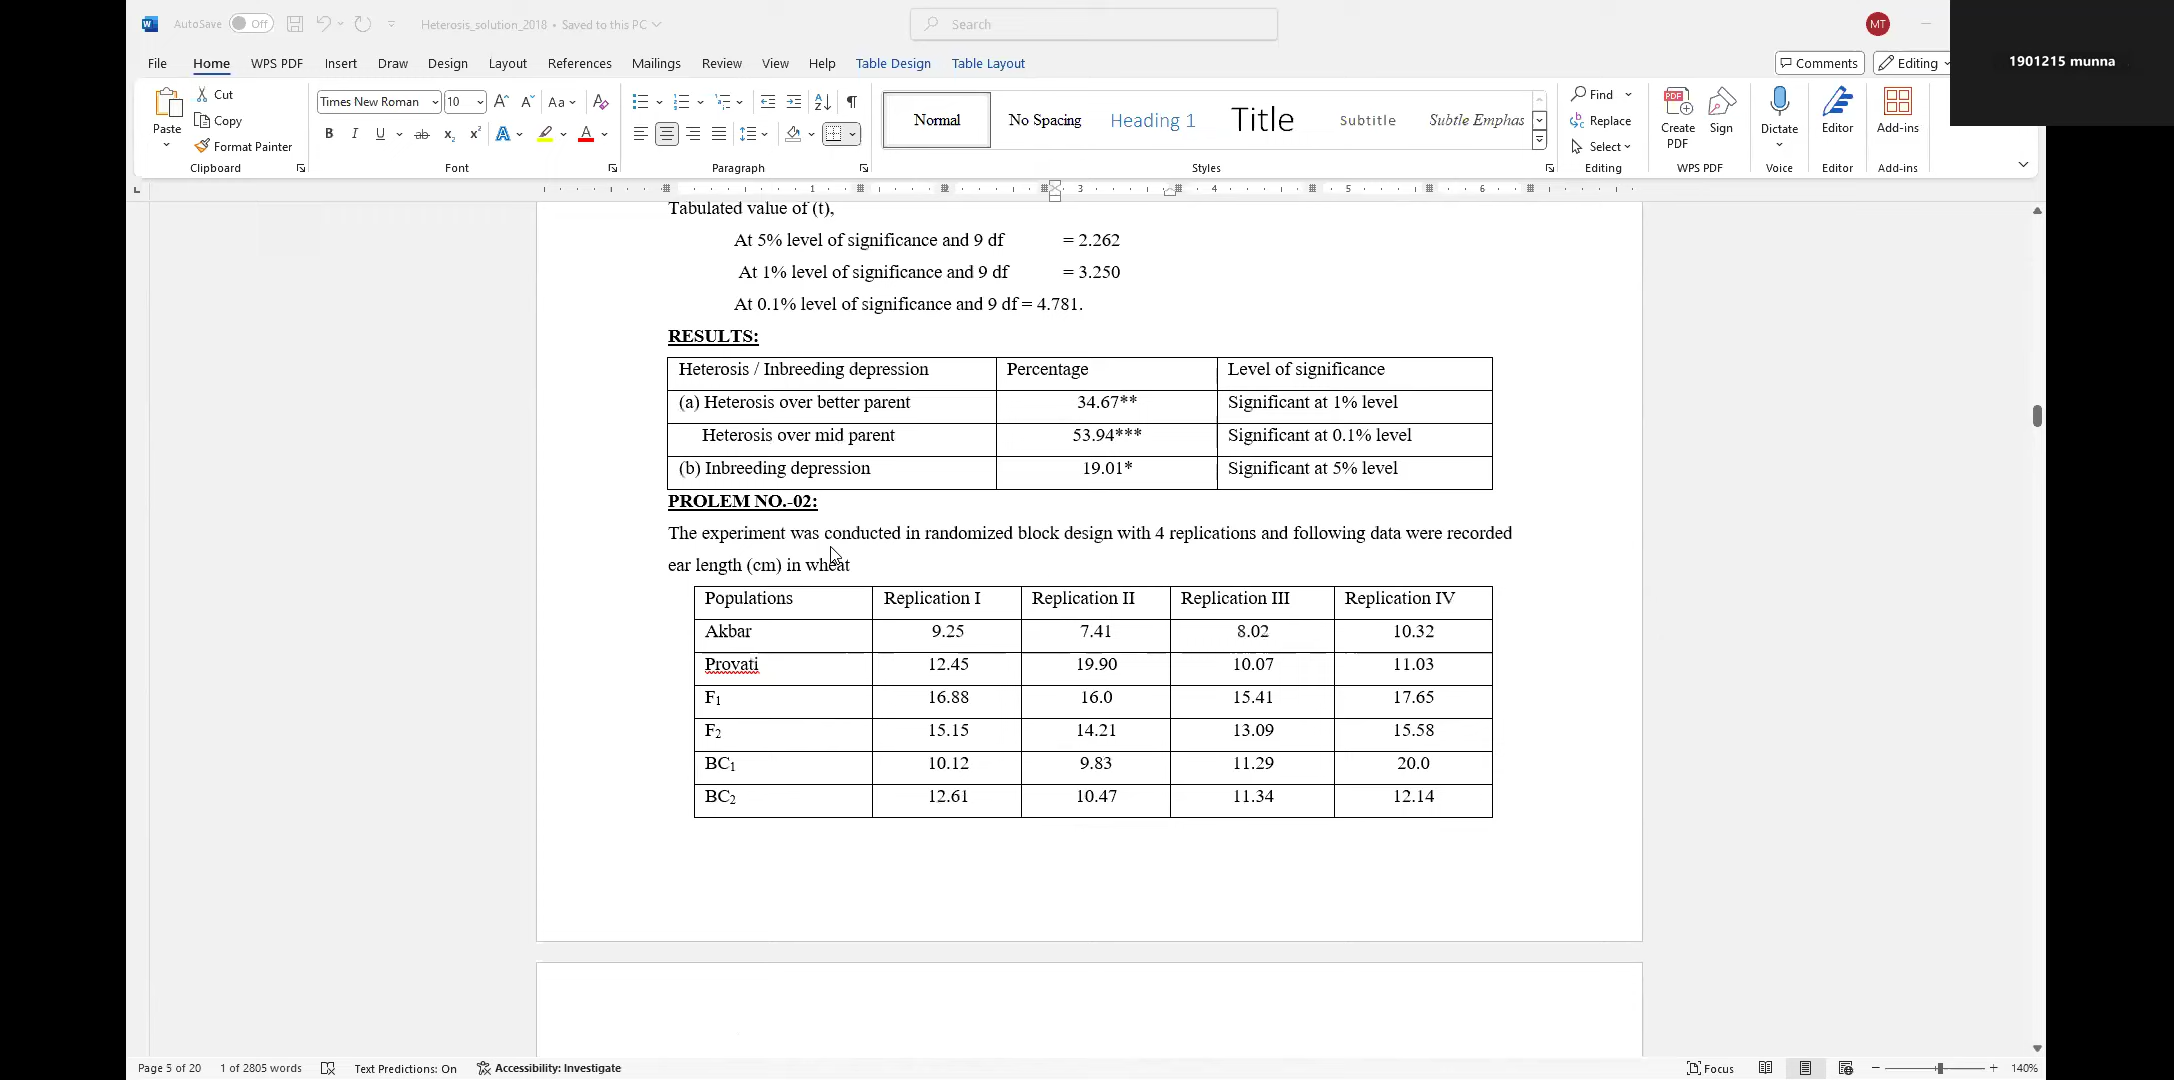 AutoSave Off Heterosis_solution_2018 • Saved to this PC Search MT
1901215 munna
File Home WPS PDF Insert Draw Design Layout References Mailings Review View Help Table Design Table Layout Comments Editing
Paste Cut Copy Format Painter
Times New Roman 10
Normal No Spacing Heading 1 Title Subtitle Subtle Emphas
Find Replace Select
Create PDF Sign Dictate Editor Add-ins
Clipboard Font Paragraph Styles Editing WPS PDF Voice Editor Add-ins
1 3 4 5 6
Tabulated value of (t),
At 5% level of significance and 9 df = 2.262
At 1% level of significance and 9 df = 3.250
At 0.1% level of significance and 9 df = 4.781.
RESULTS:
Heterosis / Inbreeding depression Percentage Level of significance
(a) Heterosis over better parent 34.67** Significant at 1% level
Heterosis over mid parent 53.94*** Significant at 0.1% level
(b) Inbreeding depression 19.01* Significant at 5% level
PROLEM NO.-02:
The experiment was conducted in randomized block design with 4 replications and following data were recorded
ear length (cm) in wheat
Populations Replication I Replication II Replication III Replication IV
Akbar 9.25 7.41 8.02 10.32
Provati 12.45 19.90 10.07 11.03
F1 16.88 16.0 15.41 17.65
F2 15.15 14.21 13.09 15.58
BC1 10.12 9.83 11.29 20.0
BC2 12.61 10.47 11.34 12.14
Page 5 of 20 1 of 2805 words Text Predictions: On Accessibility: Investigate Focus 140%